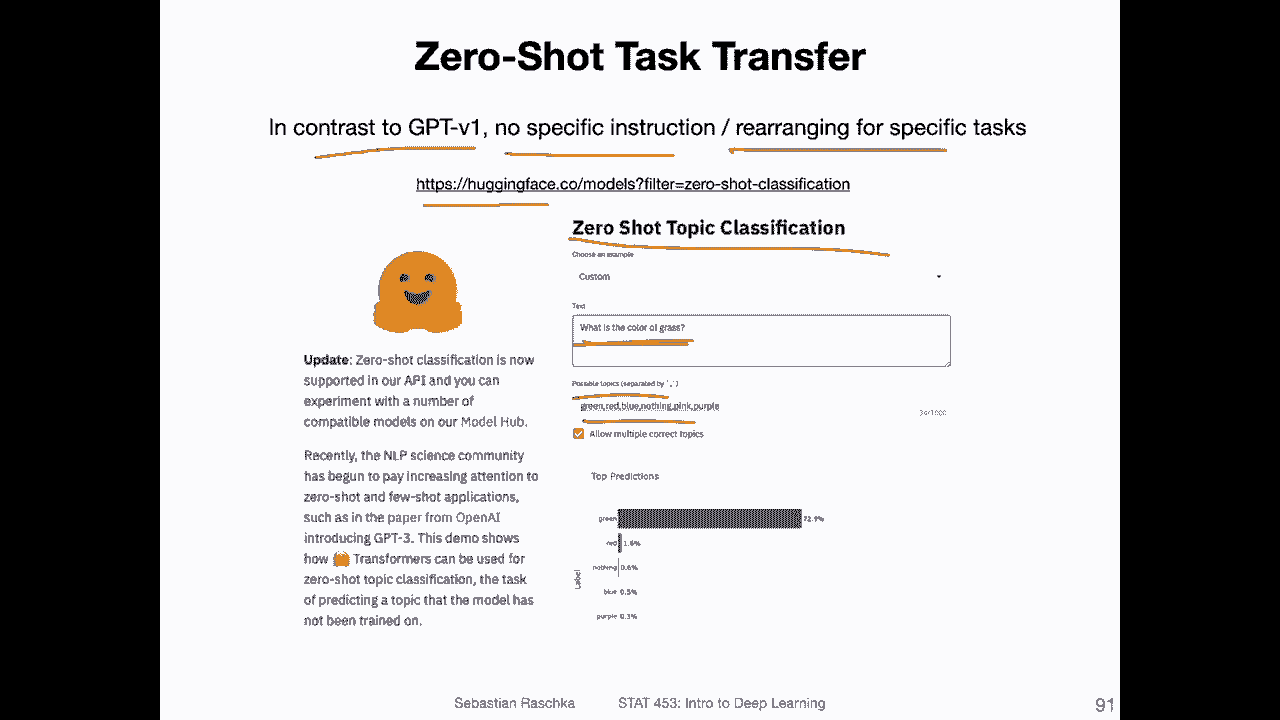 Zero-Shot Task Transfer
In contrast to GPT-v1, no specific instruction / rearranging for specific tasks
https://huggingface.co/models?filter=zero-shot-classification
Update: Zero-shot classification is now
supported in our API and you can
experiment with a number of
compatible models on our Model Hub.
Recently, the NLP science community
has begun to pay increasing attention to
zero-shot and few-shot applications,
such as in the paper from OpenAI
introducing GPT-3. This demo shows
how Transformers can be used for
zero-shot topic classification, the task
of predicting a topic that the model has
not been trained on.
Zero Shot Topic Classification
Choose an example
Custom
Text
What is the color of grass?
Possible topics (separated by `,`)
green,red,blue,nothing,pink,purple
34/1000
Allow multiple correct topics
Top Predictions
Label
green 72.9%
red 1.6%
nothing 0.6%
blue 0.5%
purple 0.3%
Sebastian Raschka STAT 453: Intro to Deep Learning 91